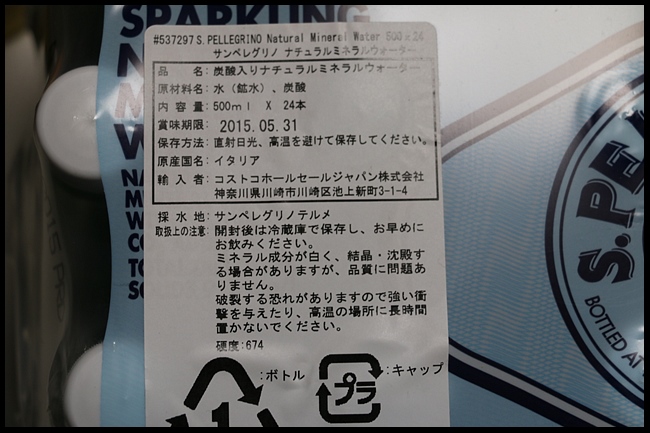 SPARKLING
#537297 S. PELLEGRINO Natural Mineral Water 500x24
サンペレグリノ ナチュラルミネラルウォーター
品 名:炭酸入りナチュラルミネラルウォーター
原材料名:水(鉱水)、炭酸
内 容 量:500ml X 24本
賞味期限: 2015.05.31
保存方法:直射日光、高温を避けて保存してください。
原産国名:イタリア
輸 入 者:コストコホールセールジャパン株式会社
神奈川県川崎市川崎区池上新町3-1-4
採 水 地:サンペレグリノテルメ
取扱上の注意:開封後は冷蔵庫で保存し、お早めに
お飲みください。
ミネラル成分が白く、結晶・沈殿す
る場合がありますが、品質に問題あ
りません。
破裂する恐れがありますので強い衝
撃を与えたり、高温の場所に長時間
置かないでください。
硬度:674
:ボトル
プラ
:キャップ
1
S.PE
BOTTLED AT